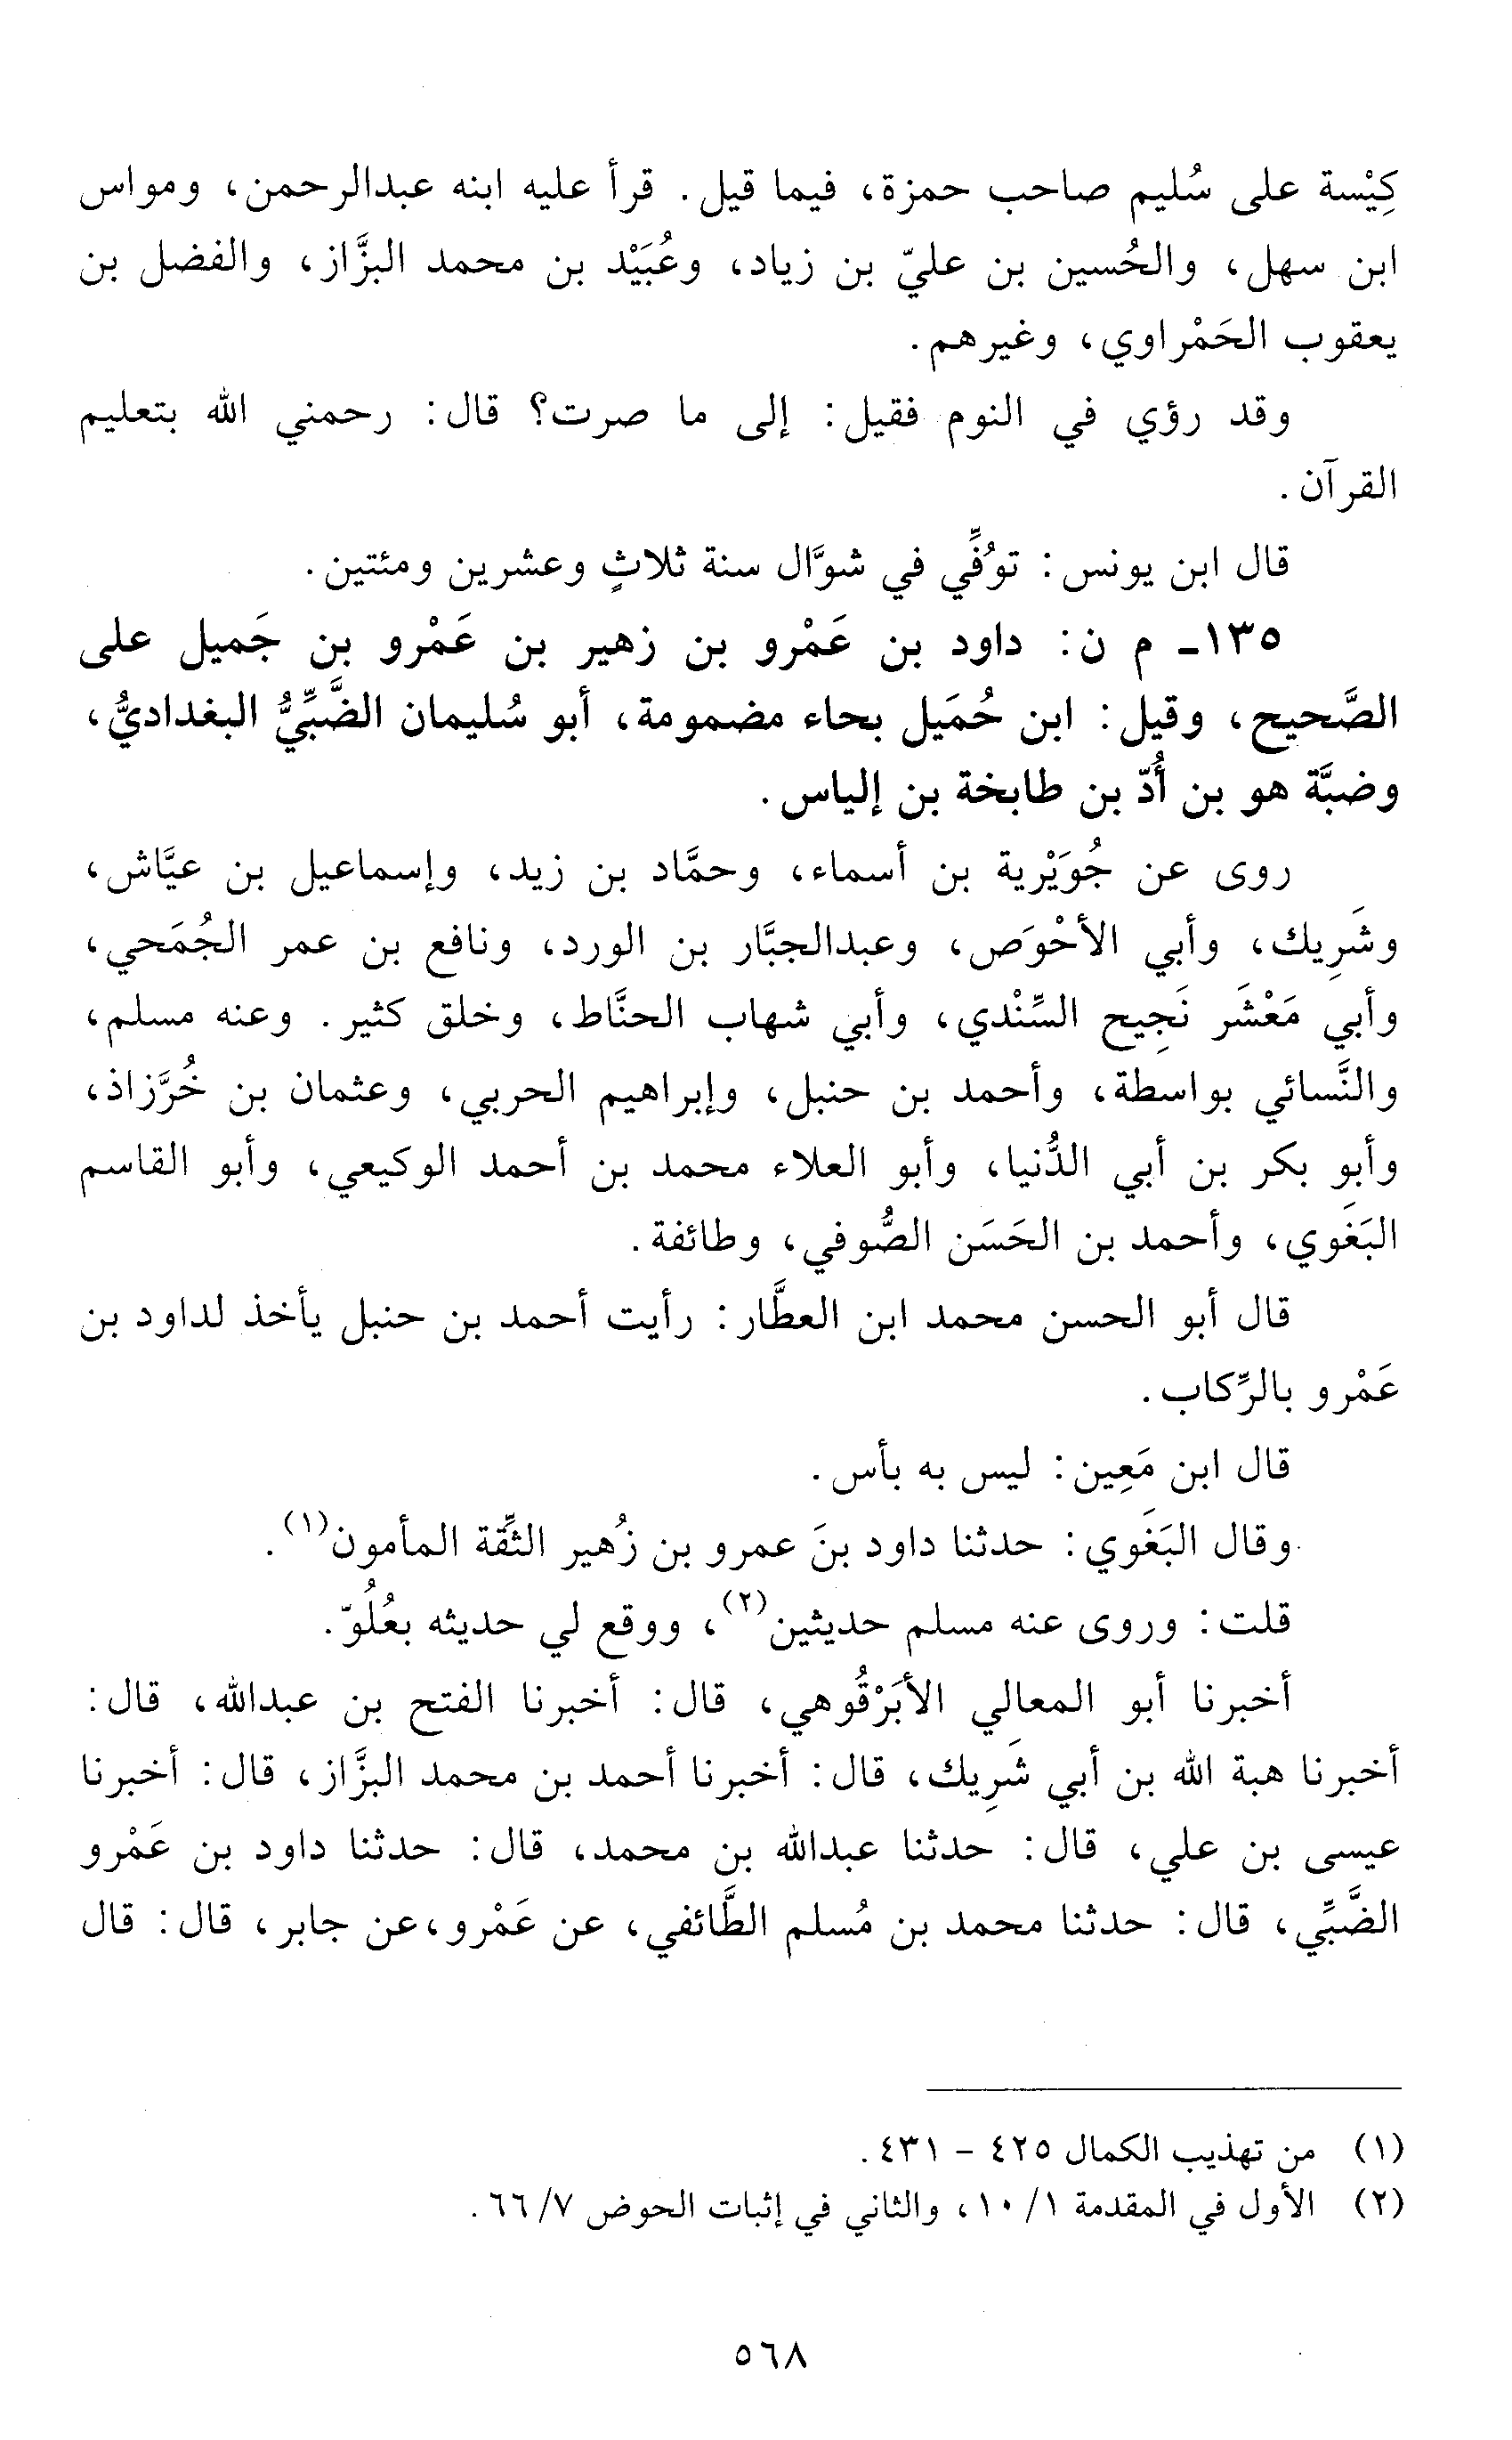 كِيْسة على سُليم صاحب حمزة، فيما قيل. قرأ عليه ابنه عبدالرحمن، ومواس
ابن سهل، والحُسين بن عليّ بن زياد، وعُبَيْد بن محمد البزَّاز، والفضل بن
يعقوب الحَمْراوي، وغيرهم.
وقد رؤي في النوم فقيل: إلى ما صرت؟ قال: رحمني الله بتعليم
القرآن.
قال ابن يونس: توُفِّي في شوَّال سنة ثلاثٍ وعشرين ومئتين.
١٣٥- م ن: داود بن عَمْرو بن زهير بن عَمْرو بن جَميل على
الصَّحيح، وقيل: ابن حُمَيل بحاء مضمومة، أبو سُليمان الضَّبِّيُّ البغداديُّ،
وضبَّة هو بن أُدّ بن طابخة بن إلياس.
روى عن جُوَيْرية بن أسماء، وحمَّاد بن زيد، وإسماعيل بن عيَّاش،
وشَرِيك، وأبي الأحْوَص، وعبدالجبَّار بن الورد، ونافع بن عمر الجُمَحي،
وأبي مَعْشَر نَجِيح السِّنْدي، وأبي شهاب الحنَّاط، وخلق كثير. وعنه مسلم،
والنَّسائي بواسطة، وأحمد بن حنبل، وإبراهيم الحربي، وعثمان بن خُرَّزاذ،
وأبو بكر بن أبي الدُّنيا، وأبو العلاء محمد بن أحمد الوكيعي، وأبو القاسم
البَغَوي، وأحمد بن الحَسَن الصُّوفي، وطائفة.
قال أبو الحسن محمد ابن العطَّار: رأيت أحمد بن حنبل يأخذ لداود بن
عَمْرو بالرِّكاب.
قال ابن مَعِين: ليس به بأس.
وقال البَغَوي: حدثنا داود بنَ عمرو بن زُهير الثِّقة المأمون(١).
قلت: وروى عنه مسلم حديثين(٢)، ووقع لي حديثه بعُلُوّ.
أخبرنا أبو المعالي الأبَرْقُوهي، قال: أخبرنا الفتح بن عبدالله، قال:
أخبرنا هبة الله بن أبي شَرِيك، قال: أخبرنا أحمد بن محمد البزَّاز، قال: أخبرنا
عيسى بن علي، قال: حدثنا عبدالله بن محمد، قال: حدثنا داود بن عَمْرو
الضَّبِّي، قال: حدثنا محمد بن مُسلم الطَّائفي، عن عَمْرو، عن جابر، قال: قال
(١) من تهذيب الكمال ٤٢٥ - ٤٣١.
(٢) الأول في المقدمة ١/ ١٠، والثاني في إثبات الحوض ٧/ ٦٦.
٥٦٨